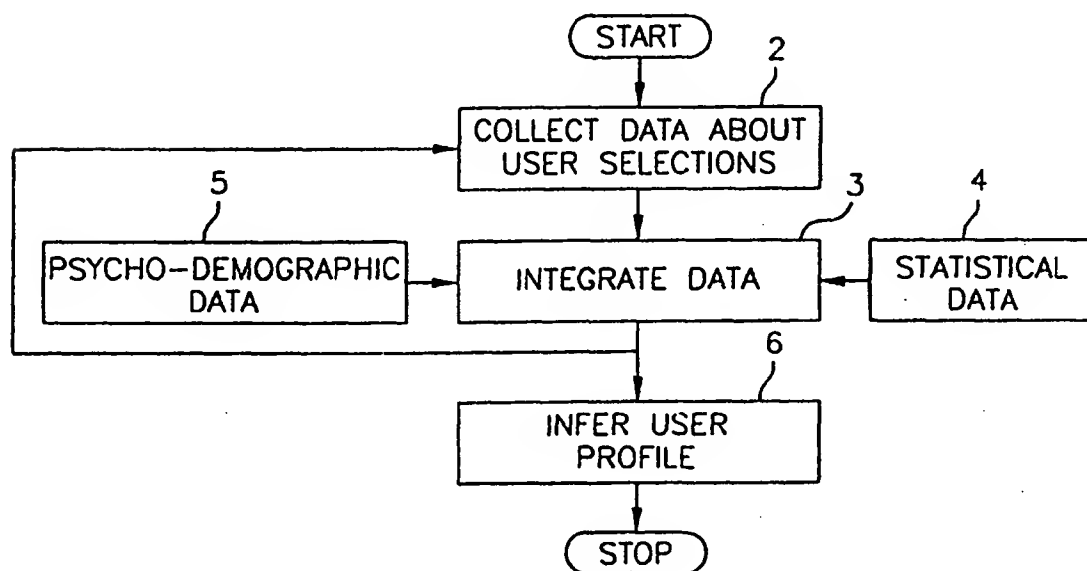 START
2
COLLECT DATA ABOUT
USER SELECTIONS
5
3
4
PSYCHO-DEMOGRAPHIC
DATA
INTEGRATE DATA
STATISTICAL
DATA
6
INFER USER
PROFILE
STOP